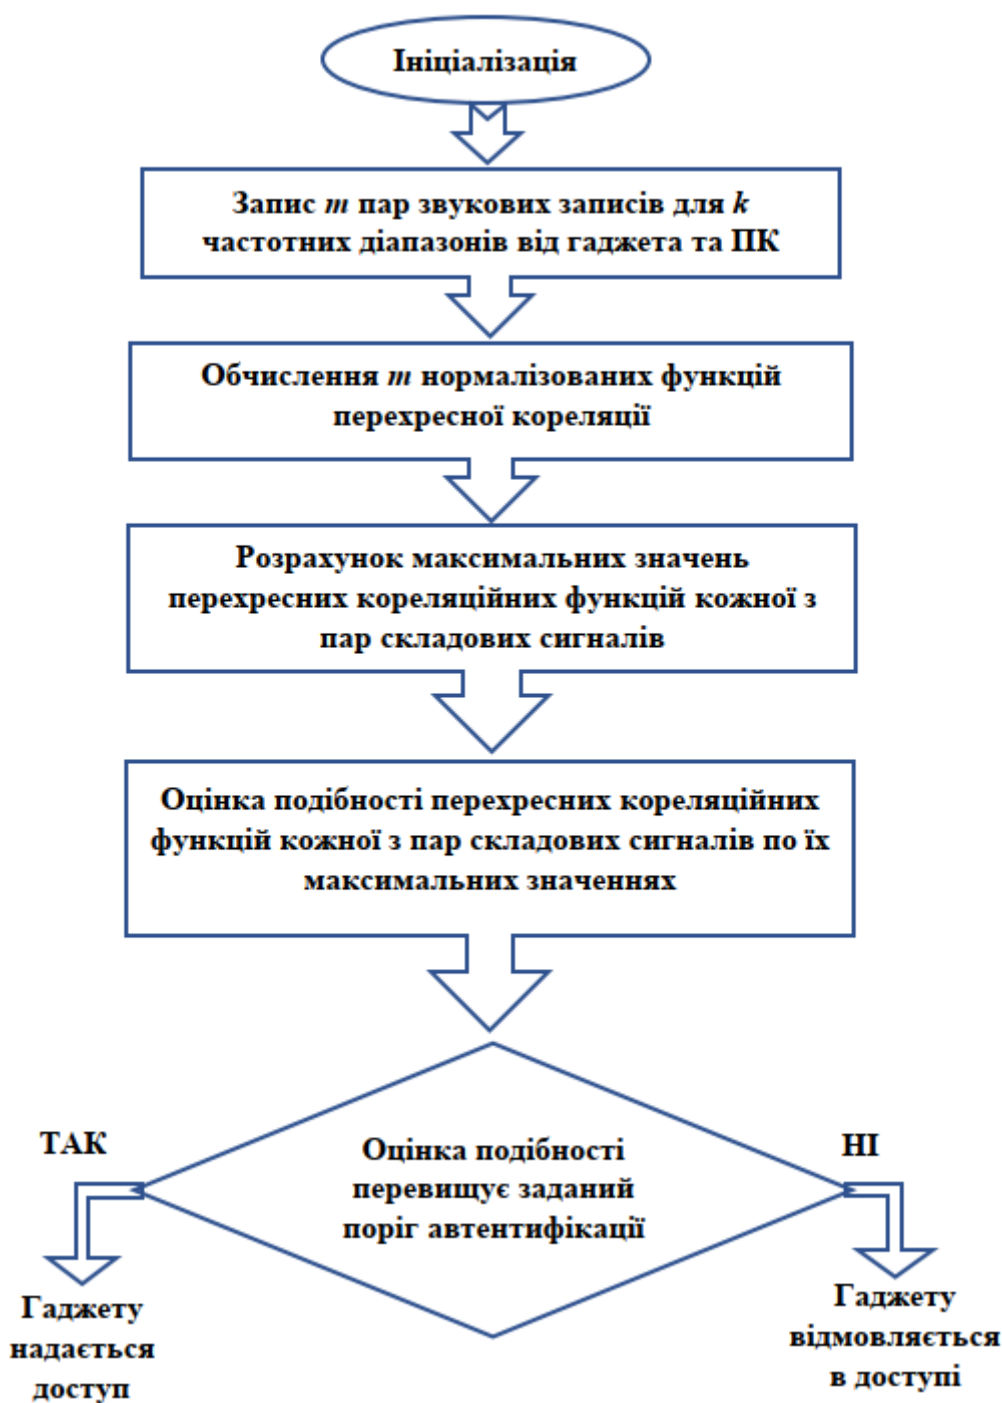 Ініціалізація
Запис m пар звукових записів для k
частотних діапазонів від гаджета та ПК
Обчислення m нормалізованих функцій
перехресної кореляції
Розрахунок максимальних значень
перехресних кореляційних функцій кожної з
пар складових сигналів
Оцінка подібності перехресних кореляційних
функцій кожної з пар складових сигналів по їх
максимальних значеннях
Оцінка подібності
перевищує заданий
поріг автентифікації
ТАК
НІ
Гаджету
надається
доступ
Гаджету
відмовляється
в доступі